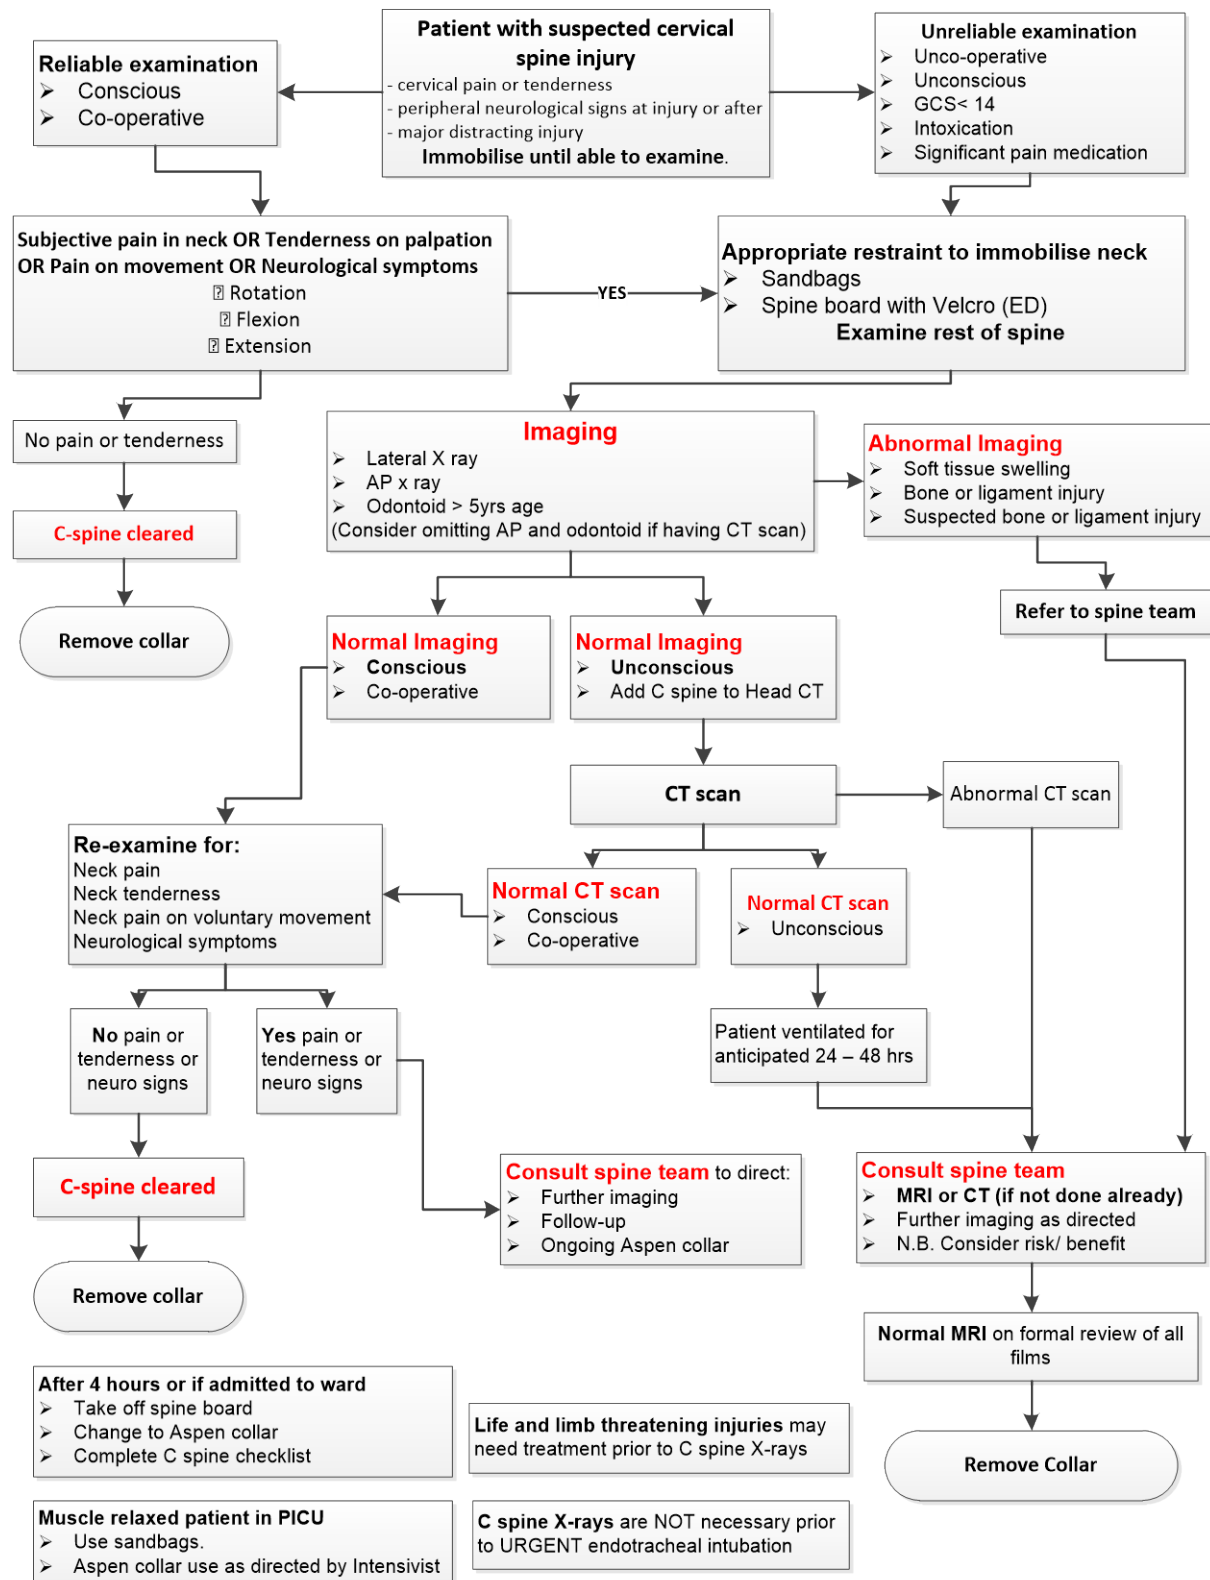 Patient with suspected cervical
spine injury
- cervical pain or tenderness
- peripheral neurological signs at injury or after
- major distracting injury
Immobilise until able to examine.
Reliable examination
➢ Conscious
➢ Co-operative
Unreliable examination
➢ Unco-operative
➢ Unconscious
➢ GCS< 14
➢ Intoxication
➢ Significant pain medication
Subjective pain in neck OR Tenderness on palpation
OR Pain on movement OR Neurological symptoms
⍰ Rotation
⍰ Flexion
⍰ Extension
YES
Appropriate restraint to immobilise neck
➢ Sandbags
➢ Spine board with Velcro (ED)
Examine rest of spine
No pain or tenderness
C-spine cleared
Remove collar
Imaging
➢ Lateral X ray
➢ AP x ray
➢ Odontoid > 5yrs age
(Consider omitting AP and odontoid if having CT scan)
Abnormal Imaging
➢ Soft tissue swelling
➢ Bone or ligament injury
➢ Suspected bone or ligament injury
Refer to spine team
Normal Imaging
➢ Conscious
➢ Co-operative
Normal Imaging
➢ Unconscious
➢ Add C spine to Head CT
CT scan
Abnormal CT scan
Re-examine for:
Neck pain
Neck tenderness
Neck pain on voluntary movement
Neurological symptoms
Normal CT scan
➢ Conscious
➢ Co-operative
Normal CT scan
➢ Unconscious
No pain or
tenderness or
neuro signs
Yes pain or
tenderness or
neuro signs
Patient ventilated for
anticipated 24 – 48 hrs
C-spine cleared
Remove collar
Consult spine team to direct:
➢ Further imaging
➢ Follow-up
➢ Ongoing Aspen collar
Consult spine team
➢ MRI or CT (if not done already)
➢ Further imaging as directed
➢ N.B. Consider risk/ benefit
Normal MRI on formal review of all
films
Remove Collar
After 4 hours or if admitted to ward
➢ Take off spine board
➢ Change to Aspen collar
➢ Complete C spine checklist
Life and limb threatening injuries may
need treatment prior to C spine X-rays
Muscle relaxed patient in PICU
➢ Use sandbags.
➢ Aspen collar use as directed by Intensivist
C spine X-rays are NOT necessary prior
to URGENT endotracheal intubation